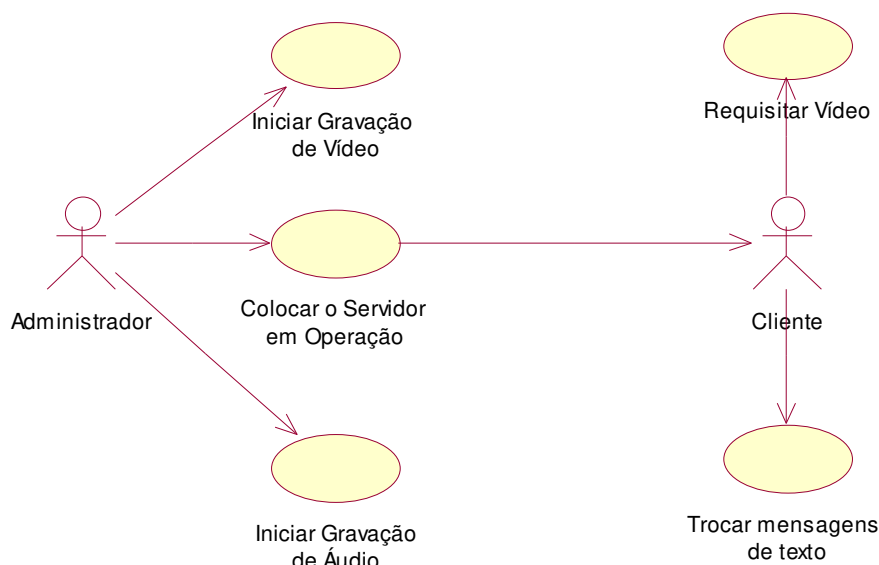 Iniciar Gravação
de Vídeo
Requisitar Vídeo
Administrador
Colocar o Servidor
em Operação
Cliente
Iniciar Gravação
de Áudio
Trocar mensagens
de texto